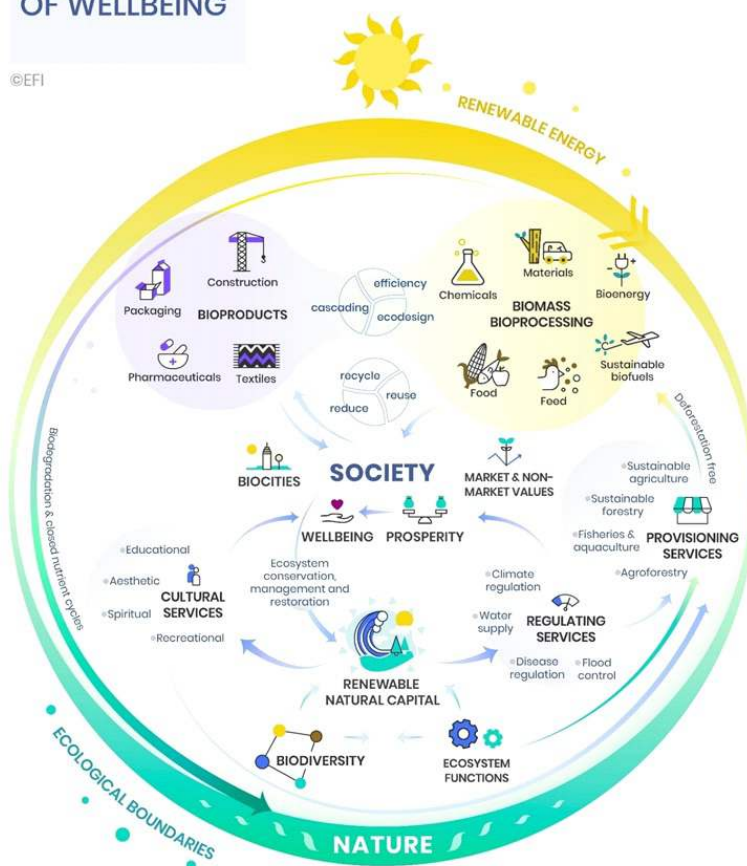 OF WELLBEING
©EFI
RENEWABLE ENERGY
Packaging
Construction
BIOPRODUCTS
Pharmaceuticals
Textiles
efficiency
cascading
ecodesign
recycle
reuse
reduce
Chemicals
Materials
Bioenergy
BIOMASS
BIOPROCESSING
Food
Feed
Sustainable
biofuels
Deforestation free
Biodegradation & closed nutrient cycles
SOCIETY
BIOCITIES
MARKET & NON-
MARKET VALUES
WELLBEING
PROSPERITY
Sustainable
agriculture
Sustainable
forestry
Fisheries &
aquaculture
Agroforestry
PROVISIONING
SERVICES
Educational
Aesthetic
Spiritual
Recreational
CULTURAL
SERVICES
Ecosystem
conservation,
management and
restoration
Climate
regulation
Water
supply
Disease
regulation
Flood
control
REGULATING
SERVICES
RENEWABLE
NATURAL CAPITAL
BIODIVERSITY
ECOSYSTEM
FUNCTIONS
ECOLOGICAL BOUNDARIES
NATURE